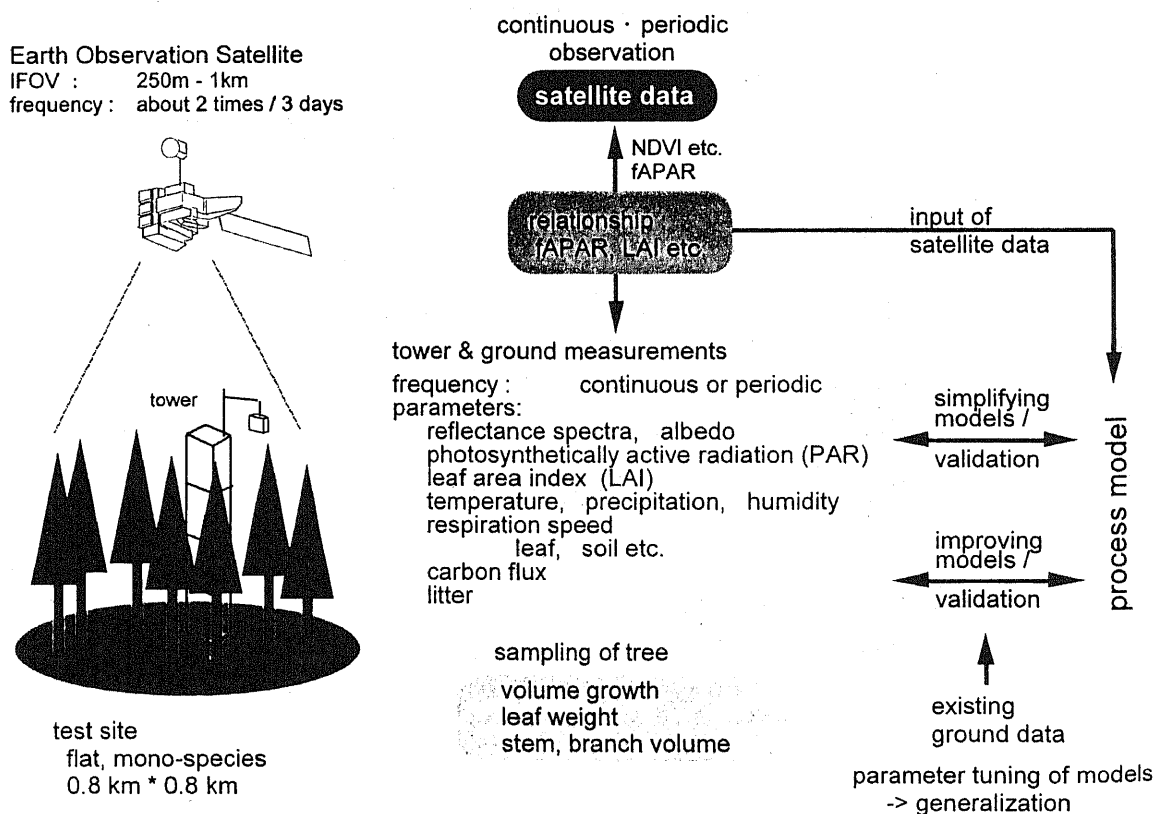 Earth Observation Satellite
IFOV : 250m - 1km
frequency : about 2 times / 3 days
tower
test site
flat, mono-species
0.8 km * 0.8 km
continuous · periodic
observation
satellite data
NDVI etc.
fAPAR
relationship
fAPAR, LAI etc
input of
satellite data
tower & ground measurements
frequency : continuous or periodic
parameters:
reflectance spectra, albedo
photosynthetically active radiation (PAR)
leaf area index (LAI)
temperature, precipitation, humidity
respiration speed
leaf, soil etc.
carbon flux
litter
sampling of tree
volume growth
leaf weight
stem, branch volume
simplifying
models /
validation
improving
models /
validation
process model
existing
ground data
parameter tuning of models
-> generalization